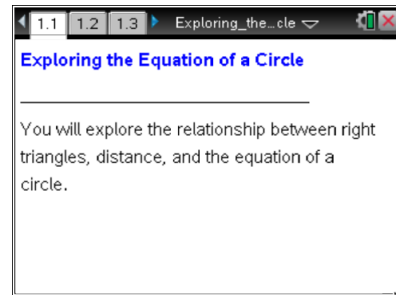 1.1 1.2 1.3 Exploring_the...cle
Exploring the Equation of a Circle
You will explore the relationship between right
triangles, distance, and the equation of a
circle.